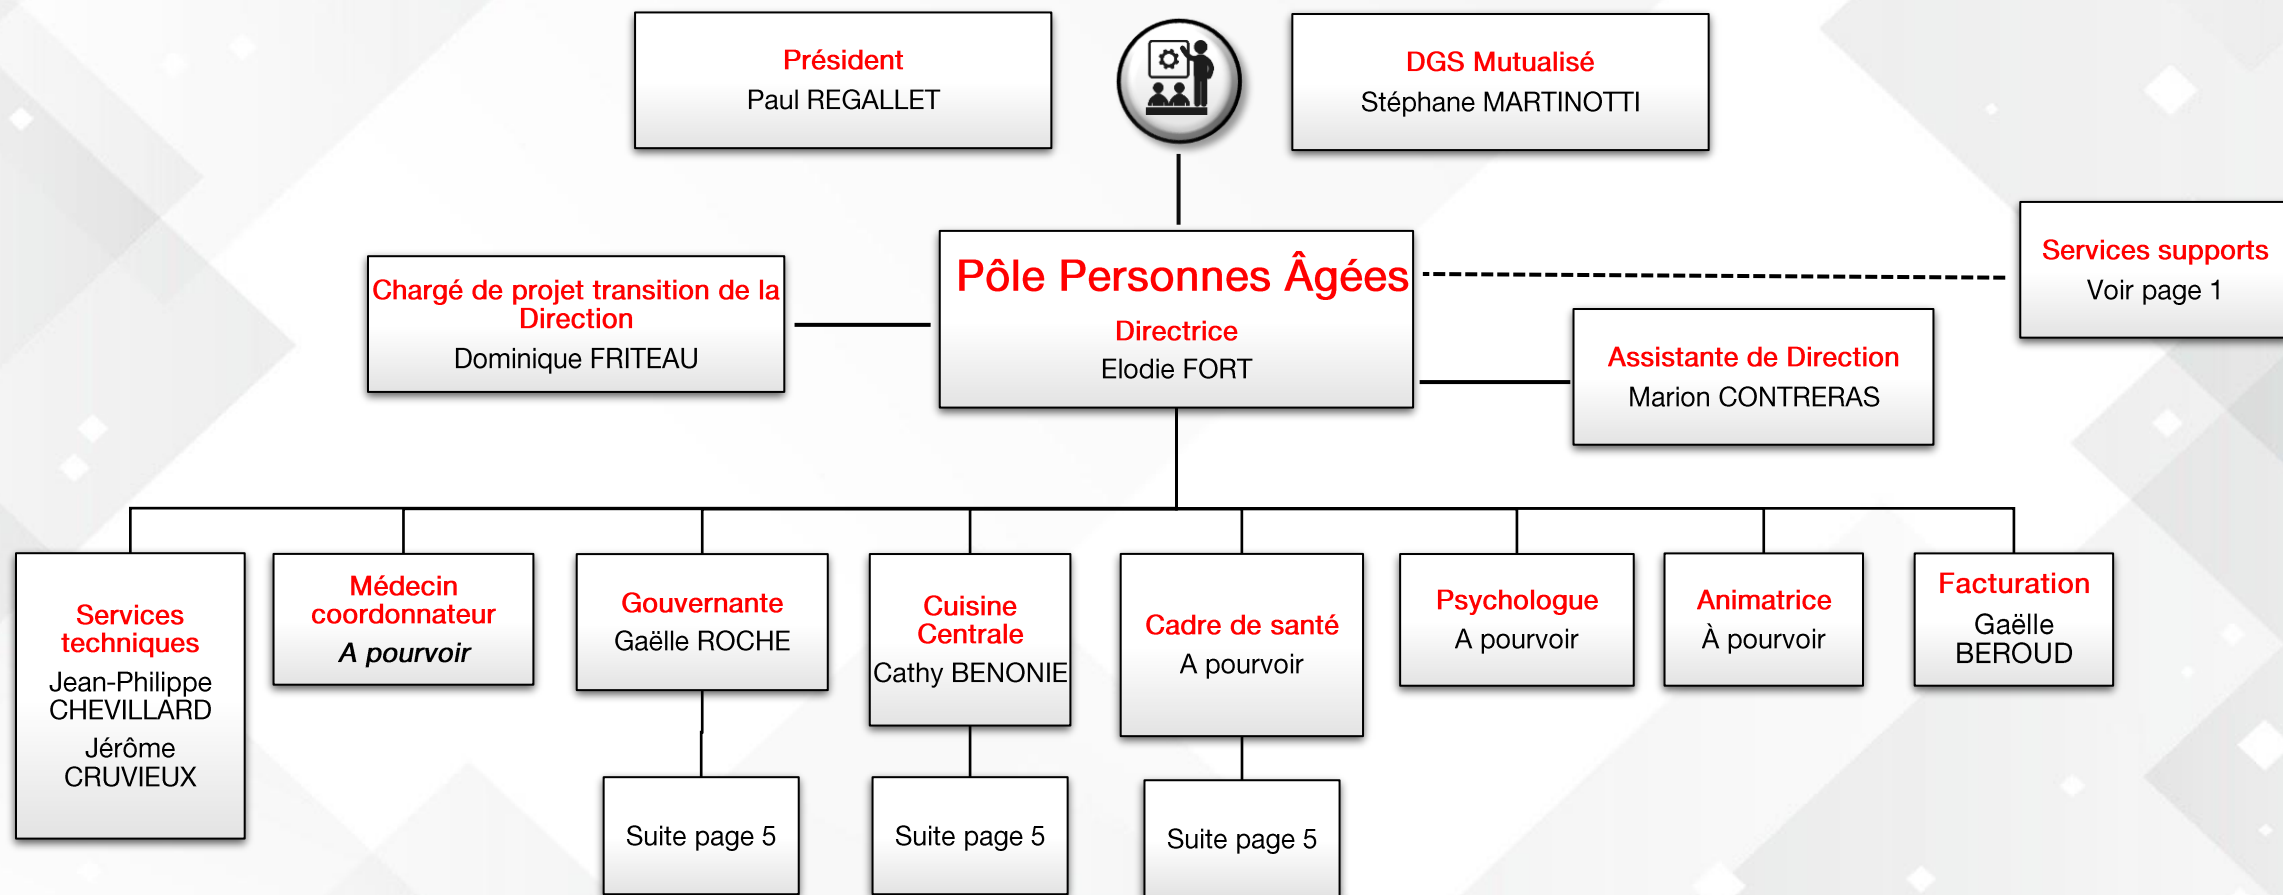 Président
Paul REGALLET
DGS Mutualisé
Stéphane MARTINOTTI
Pôle Personnes Âgées
Directrice
Elodie FORT
Chargé de projet transition de la
Direction
Dominique FRITEAU
Services supports
Voir page 1
Assistante de Direction
Marion CONTRERAS
Services
techniques
Jean-Philippe
CHEVILLARD
Jérôme
CRUVIEUX
Médecin
coordonnateur
A pourvoir
Gouvernante
Gaëlle ROCHE
Cuisine
Centrale
Cathy BENONIE
Cadre de santé
A pourvoir
Psychologue
A pourvoir
Animatrice
À pourvoir
Facturation
Gaëlle
BEROUD
Suite page 5
Suite page 5
Suite page 5